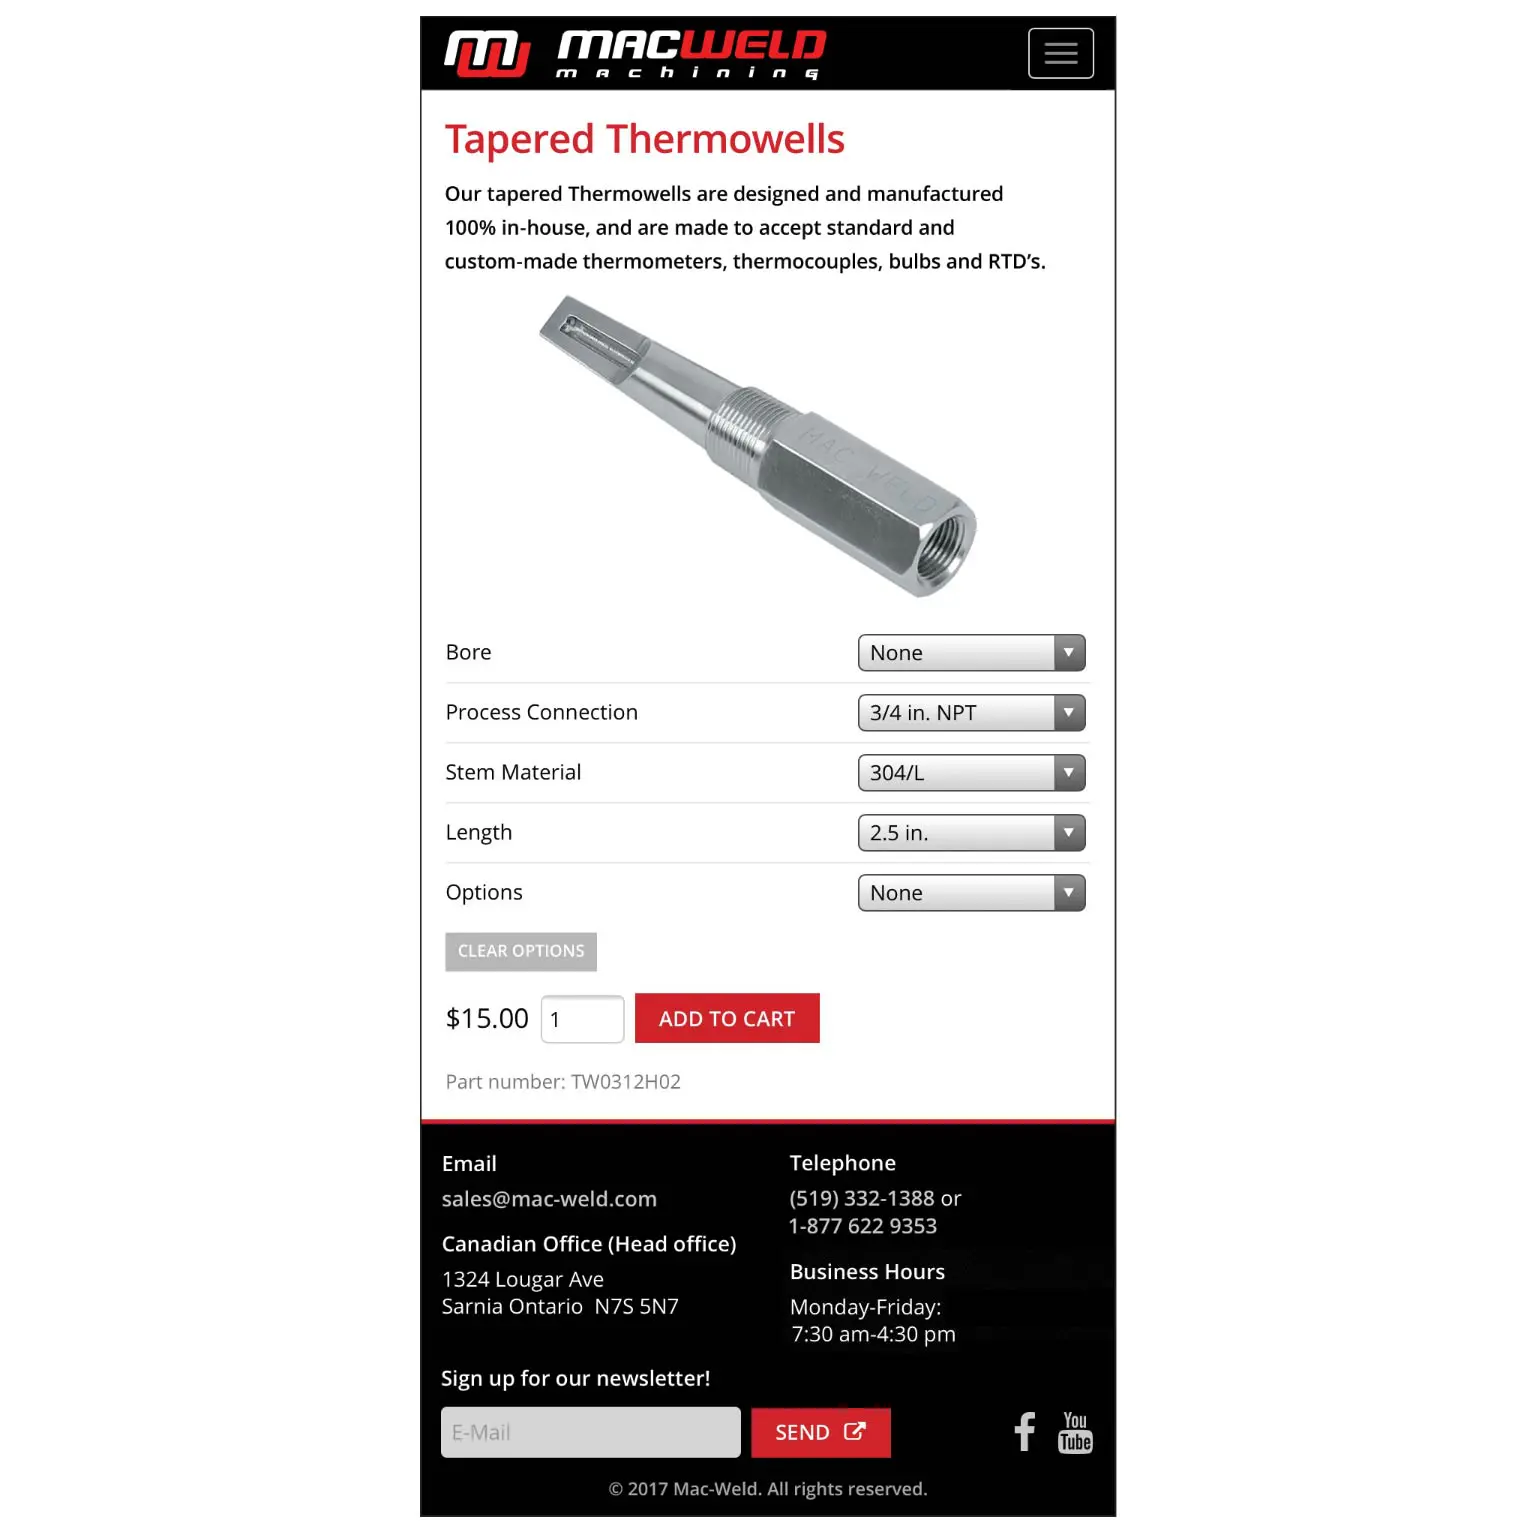 MACWELD
machining
Tapered Thermowells
Our tapered Thermowells are designed and manufactured
100% in-house, and are made to accept standard and
custom-made thermometers, thermocouples, bulbs and RTD’s.
MAC WELD
Bore
None
Process Connection
3/4 in. NPT
Stem Material
304/L
Length
2.5 in.
Options
None
CLEAR OPTIONS
$15.00 1 ADD TO CART
Part number: TW0312H02
Email
sales@mac-weld.com
Canadian Office (Head office)
1324 Lougar Ave
Sarnia Ontario  N7S 5N7
Telephone
(519) 332-1388 or
1-877 622 9353
Business Hours
Monday-Friday:
7:30 am-4:30 pm
Sign up for our newsletter!
E-Mail
SEND
You
Tube
© 2017 Mac-Weld. All rights reserved.